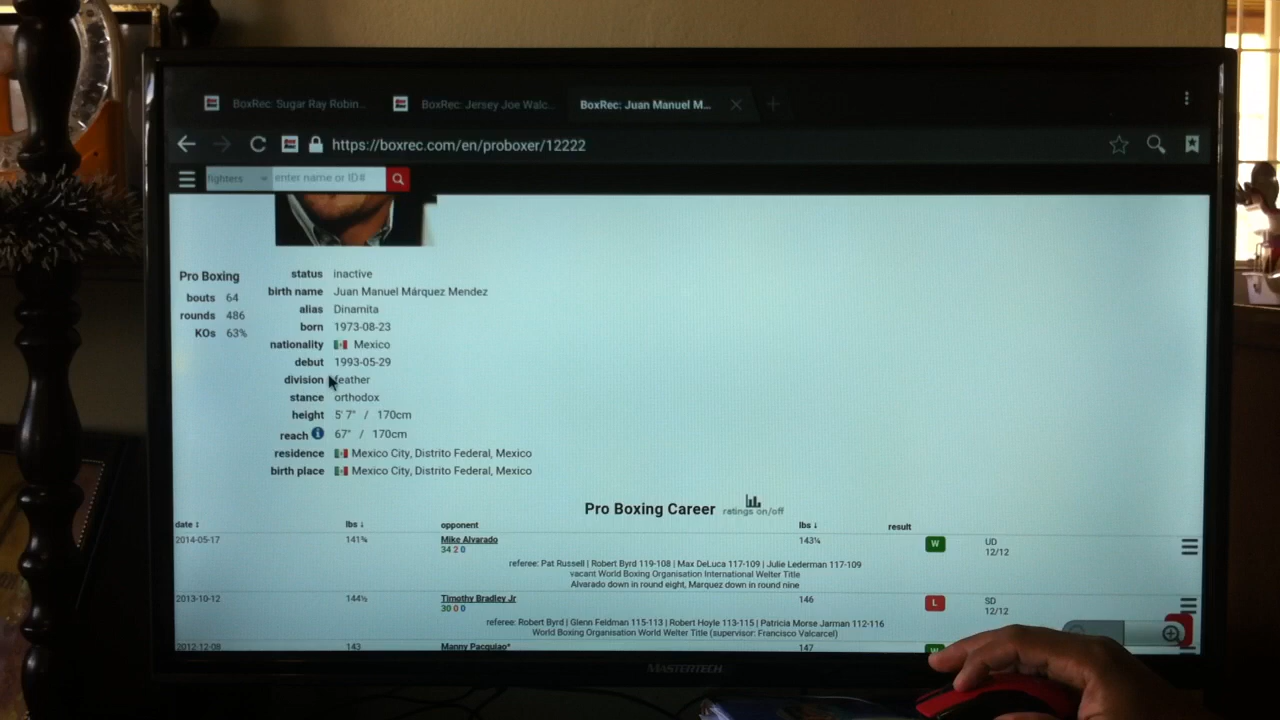 BoxRec: Sugar Ray Robin...
BoxRec: Jersey Joe Walc...
BoxRec: Juan Manuel M...
https://boxrec.com/en/proboxer/12222
fighters
enter name or ID#
Pro Boxing
bouts 64
rounds 486
KOs 63%
status inactive
birth name Juan Manuel Márquez Mendez
alias Dinamita
born 1973-08-23
nationality Mexico
debut 1993-05-29
division feather
stance orthodox
height 5' 7" / 170cm
reach 67" / 170cm
residence Mexico City, Distrito Federal, Mexico
birth place Mexico City, Distrito Federal, Mexico
Pro Boxing Career ratings on/off
date lbs opponent lbs result
2014-05-17 141¾ Mike Alvarado 143¼ W UD
34 2 0 12/12
referee: Pat Russell | Robert Byrd 119-108 | Max DeLuca 117-109 | Julie Lederman 117-109
vacant World Boxing Organisation International Welter Title
Alvarado down in round eight, Marquez down in round nine
2013-10-12 144½ Timothy Bradley Jr 146 L SD
30 0 0 12/12
referee: Robert Byrd | Glenn Feldman 115-113 | Robert Hoyle 113-115 | Patricia Morse Jarman 112-116
World Boxing Organisation World Welter Title (supervisor: Francisco Valcarcel)
2012-12-08 143 Manny Pacquiao* 147 W
MASTERTECH